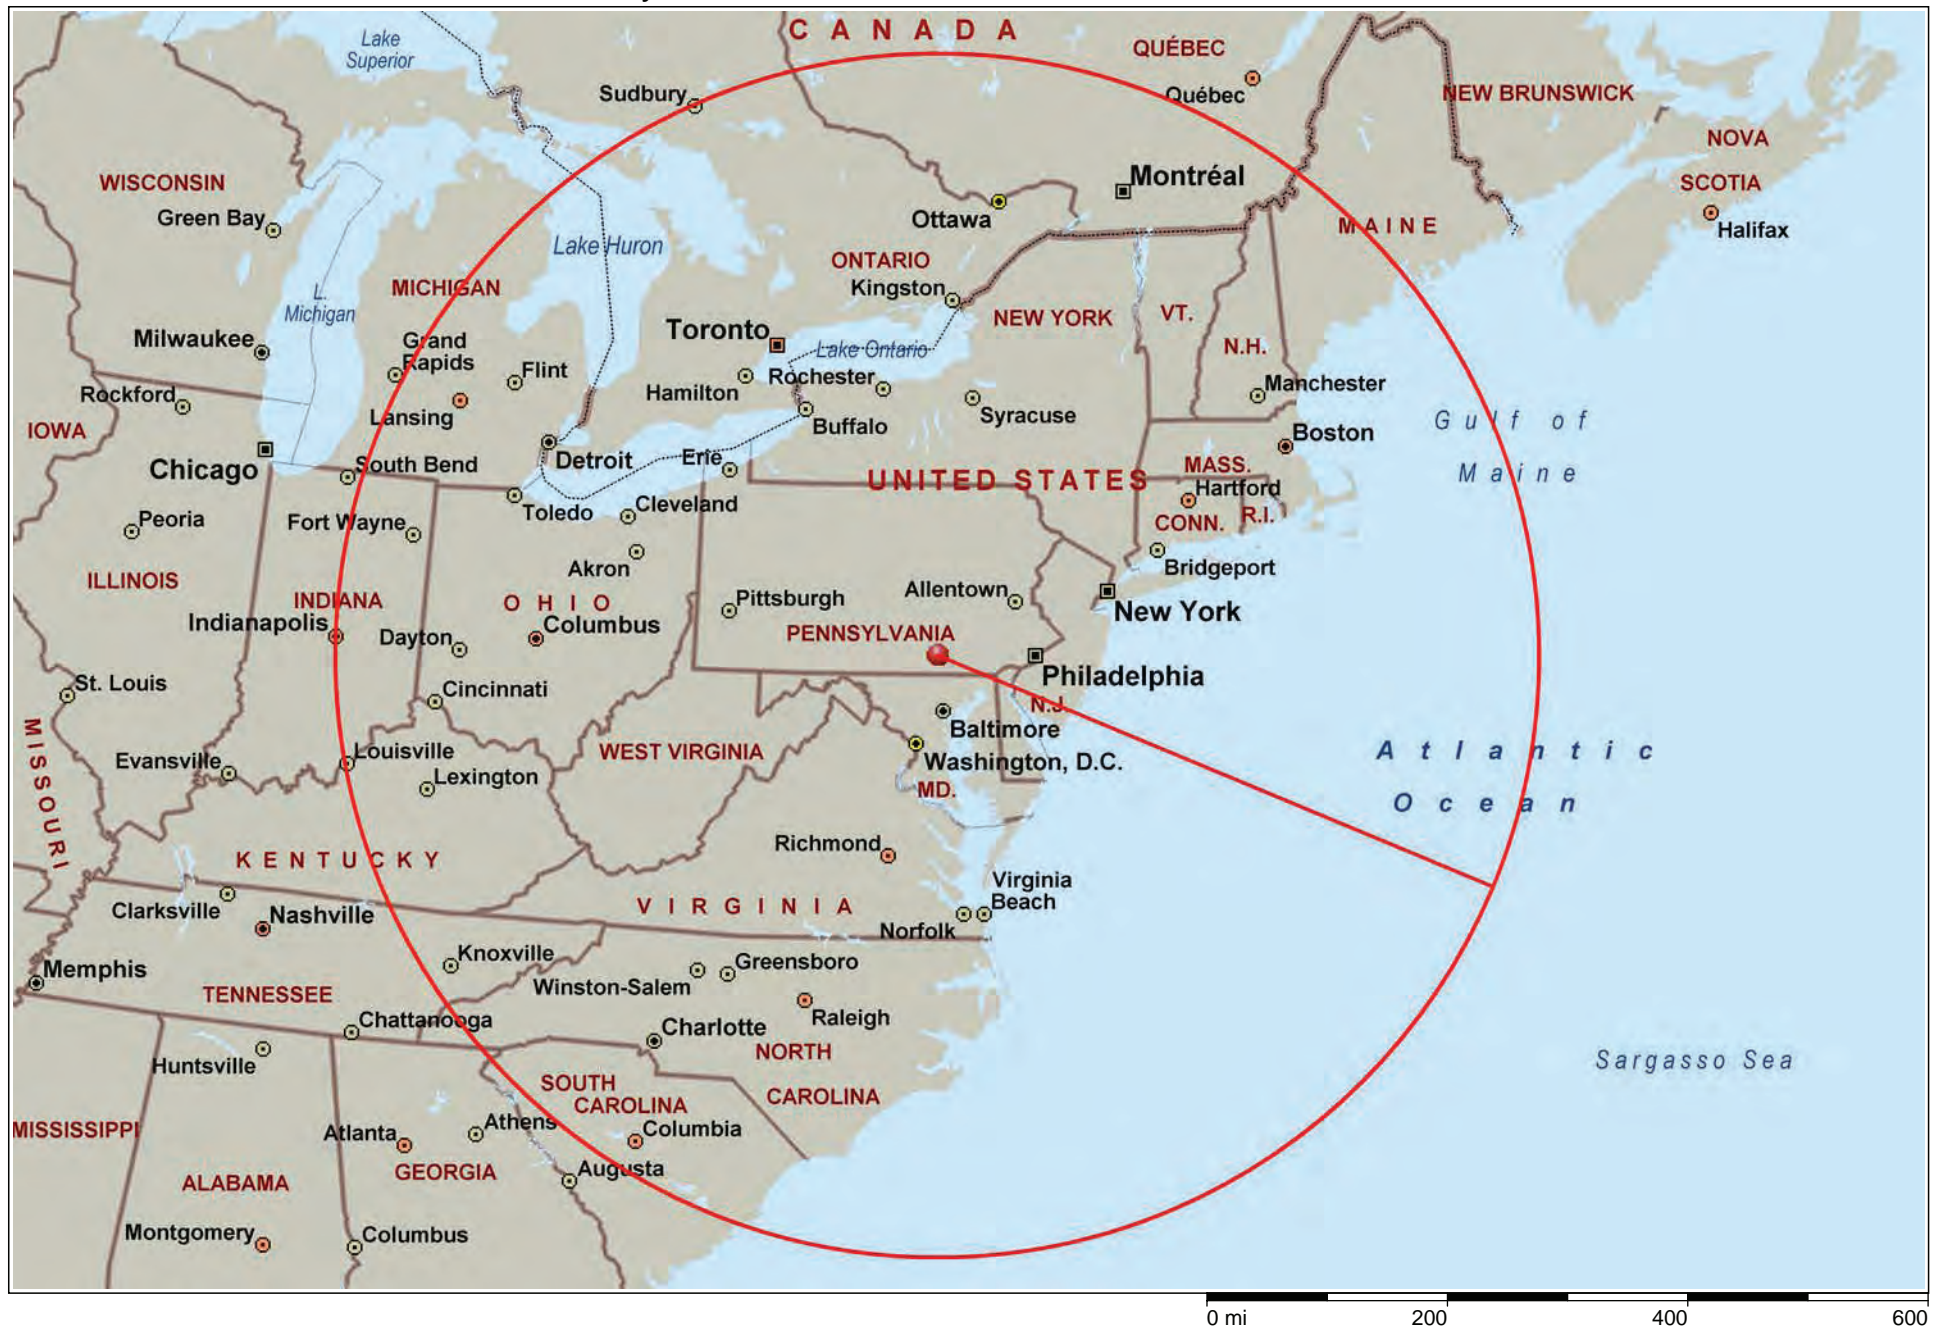 C A N A D A
Lake
Superior
QUÉBEC
Sudbury
Québec
NEW BRUNSWICK
NOVA
SCOTIA
Halifax
WISCONSIN
Green Bay
Montréal
Ottawa
M A I N E
Lake Huron
ONTARIO
Kingston
MICHIGAN
L.
Michigan
NEW YORK
VT.
N.H.
Milwaukee
Grand
Rapids
Flint
Toronto
Lake Ontario
Rochester
Hamilton
Manchester
Rockford
Lansing
Buffalo
Syracuse
Gulf of
Maine
IOWA
Boston
Chicago
South Bend
Detroit
Erie
UNITED STATES
MASS.
Hartford
Peoria
Fort Wayne
Toledo
Cleveland
CONN.
R.I.
Akron
Bridgeport
ILLINOIS
INDIANA
O H I O
Pittsburgh
Allentown
New York
Indianapolis
Dayton
Columbus
PENNSYLVANIA
Philadelphia
St. Louis
Cincinnati
N.J.
MISSOURI
Baltimore
Evansville
Louisville
WEST VIRGINIA
Washington, D.C.
Atlantic
Ocean
Lexington
MD.
Richmond
K E N T U C K Y
Virginia
Beach
Clarksville
Nashville
V I R G I N I A
Norfolk
Memphis
Knoxville
Greensboro
Winston-Salem
TENNESSEE
Chattanooga
Raleigh
Charlotte
NORTH
CAROLINA
Huntsville
Sargasso Sea
SOUTH
CAROLINA
MISSISSIPPI
Atlanta
Athens
Columbia
GEORGIA
Augusta
ALABAMA
Montgomery
Columbus
0 mi 200 400 600